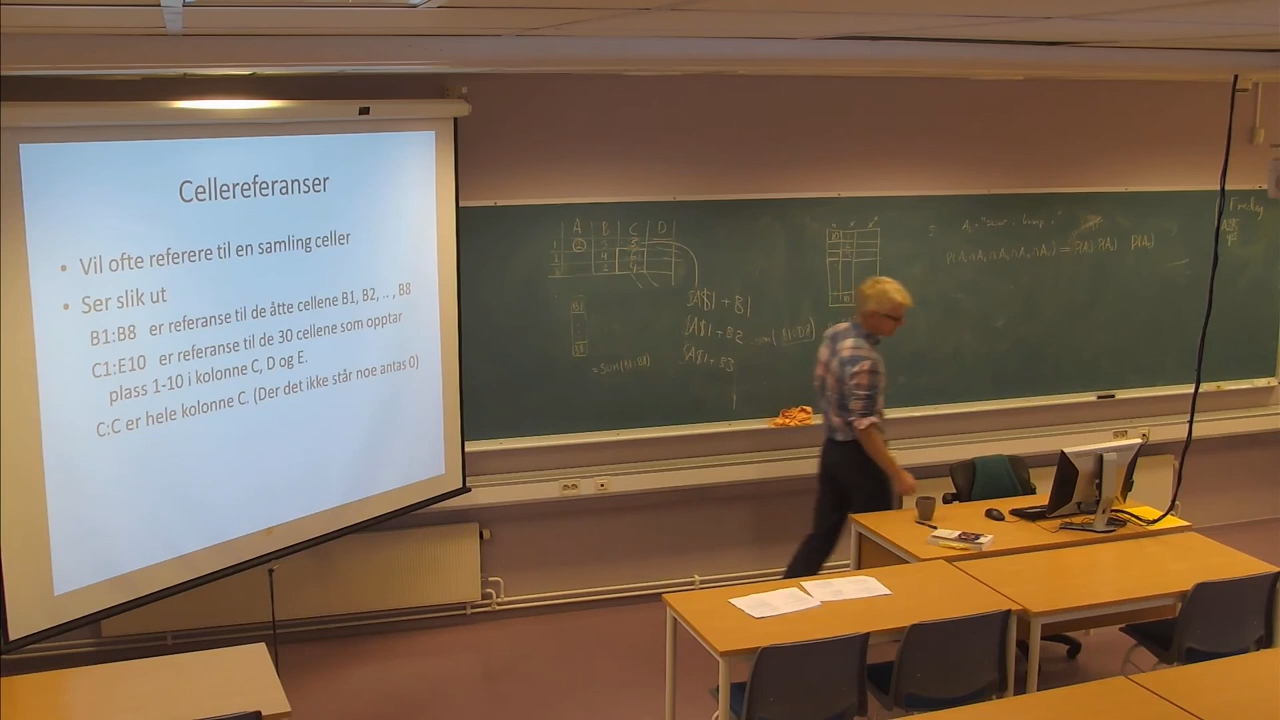 Cellereferanser
• Vil ofte referere til en samling celler
• Ser slik ut
B1:B8 er referanse til de åtte cellene B1, B2, .. , B8
C1:E10 er referanse til de 30 cellene som opptar
plass 1-10 i kolonne C, D og E.
C:C er hele kolonne C. (Der det ikke står noe antas 0)
A B C D
$A$1 + B1
$A$1 + B2
$A$1 + B3
= sum(B1:B8)
Fredag